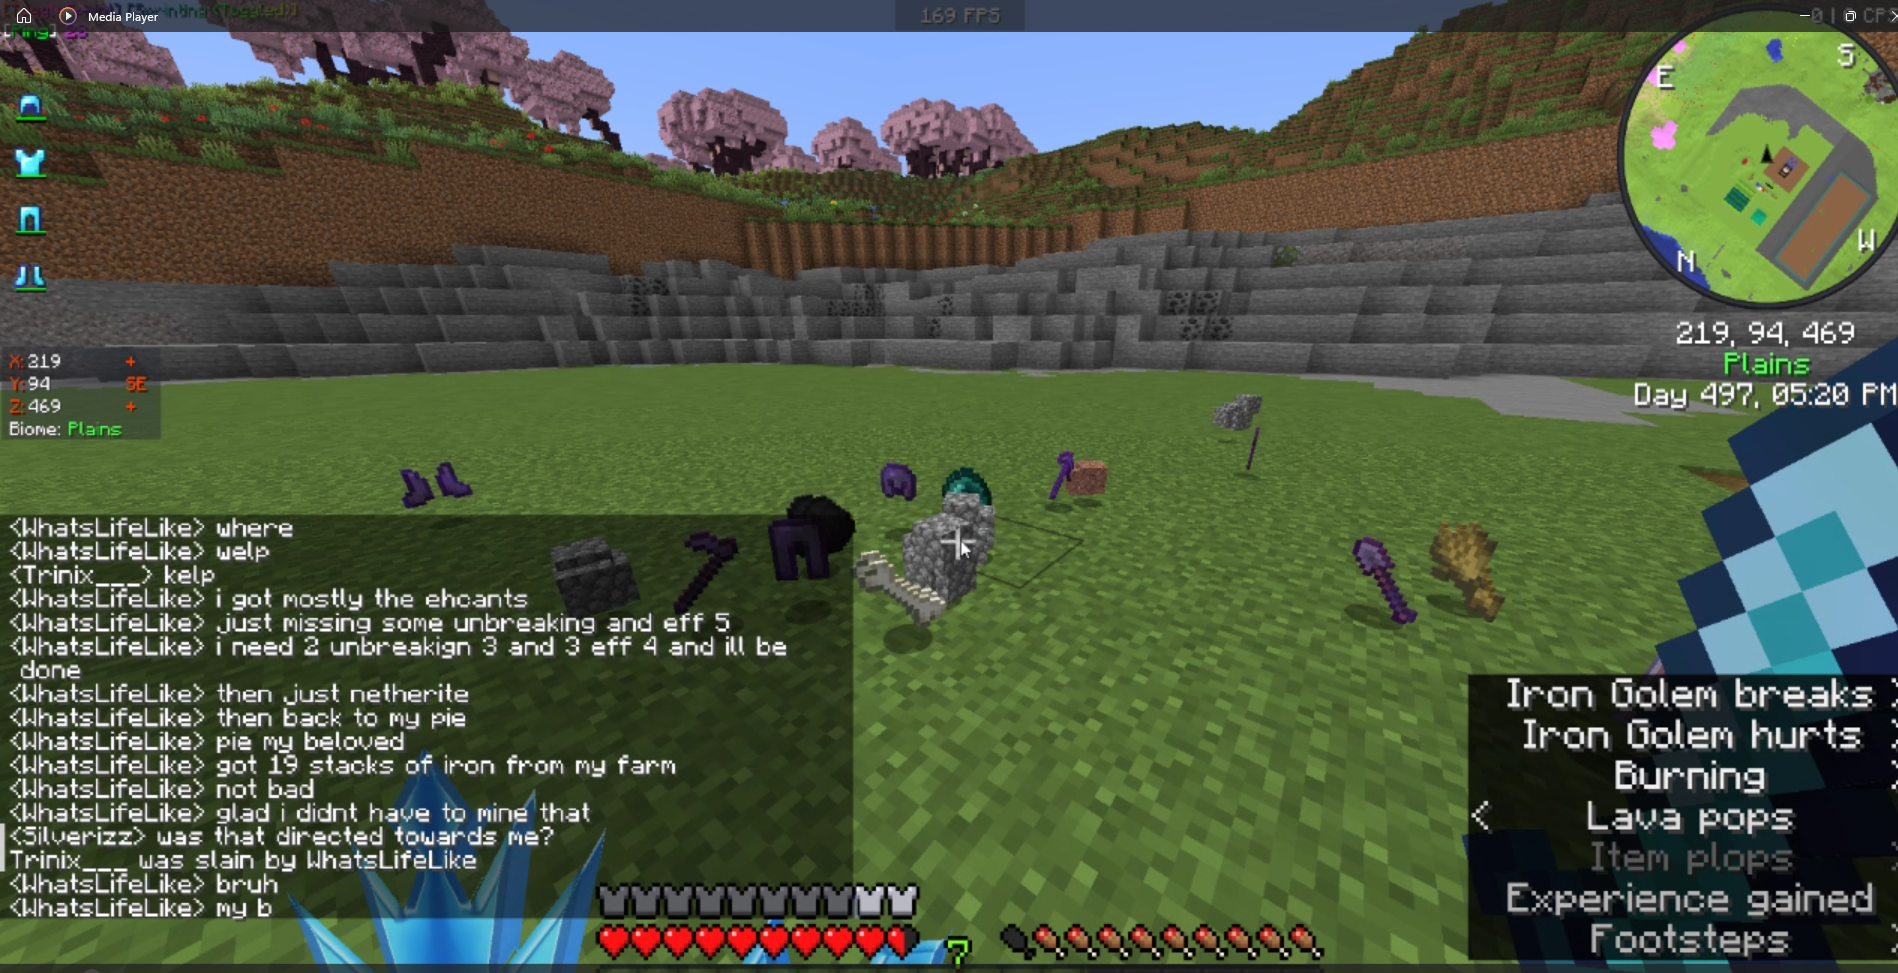 Media Player
169 FPS
E
S
N
W
219, 94, 469
Plains
Day 497, 05:20 PM
X: 219 +
Y: 94 SE
Z: 469 +
Biome: Plains
<WhatsLifeLike> where
<WhatsLifeLike> welp
<Trinix___> kelp
<WhatsLifeLike> i got mostly the ehcants
<WhatsLifeLike> just missing some unbreaking and eff 5
<WhatsLifeLike> i need 2 unbreakign 3 and 3 eff 4 and ill be
done
<WhatsLifeLike> then just netherite
<WhatsLifeLike> then back to my pie
<WhatsLifeLike> pie my beloved
<WhatsLifeLike> got 19 stacks of iron from my farm
<WhatsLifeLike> not bad
<WhatsLifeLike> glad i didnt have to mine that
<Silverizz> was that directed towards me?
Trinix___ was slain by WhatsLifeLike
<WhatsLifeLike> bruh
<WhatsLifeLike> my b
Iron Golem breaks
Iron Golem hurts
Burning
< Lava pops
Item plops
Experience gained
Footsteps
7